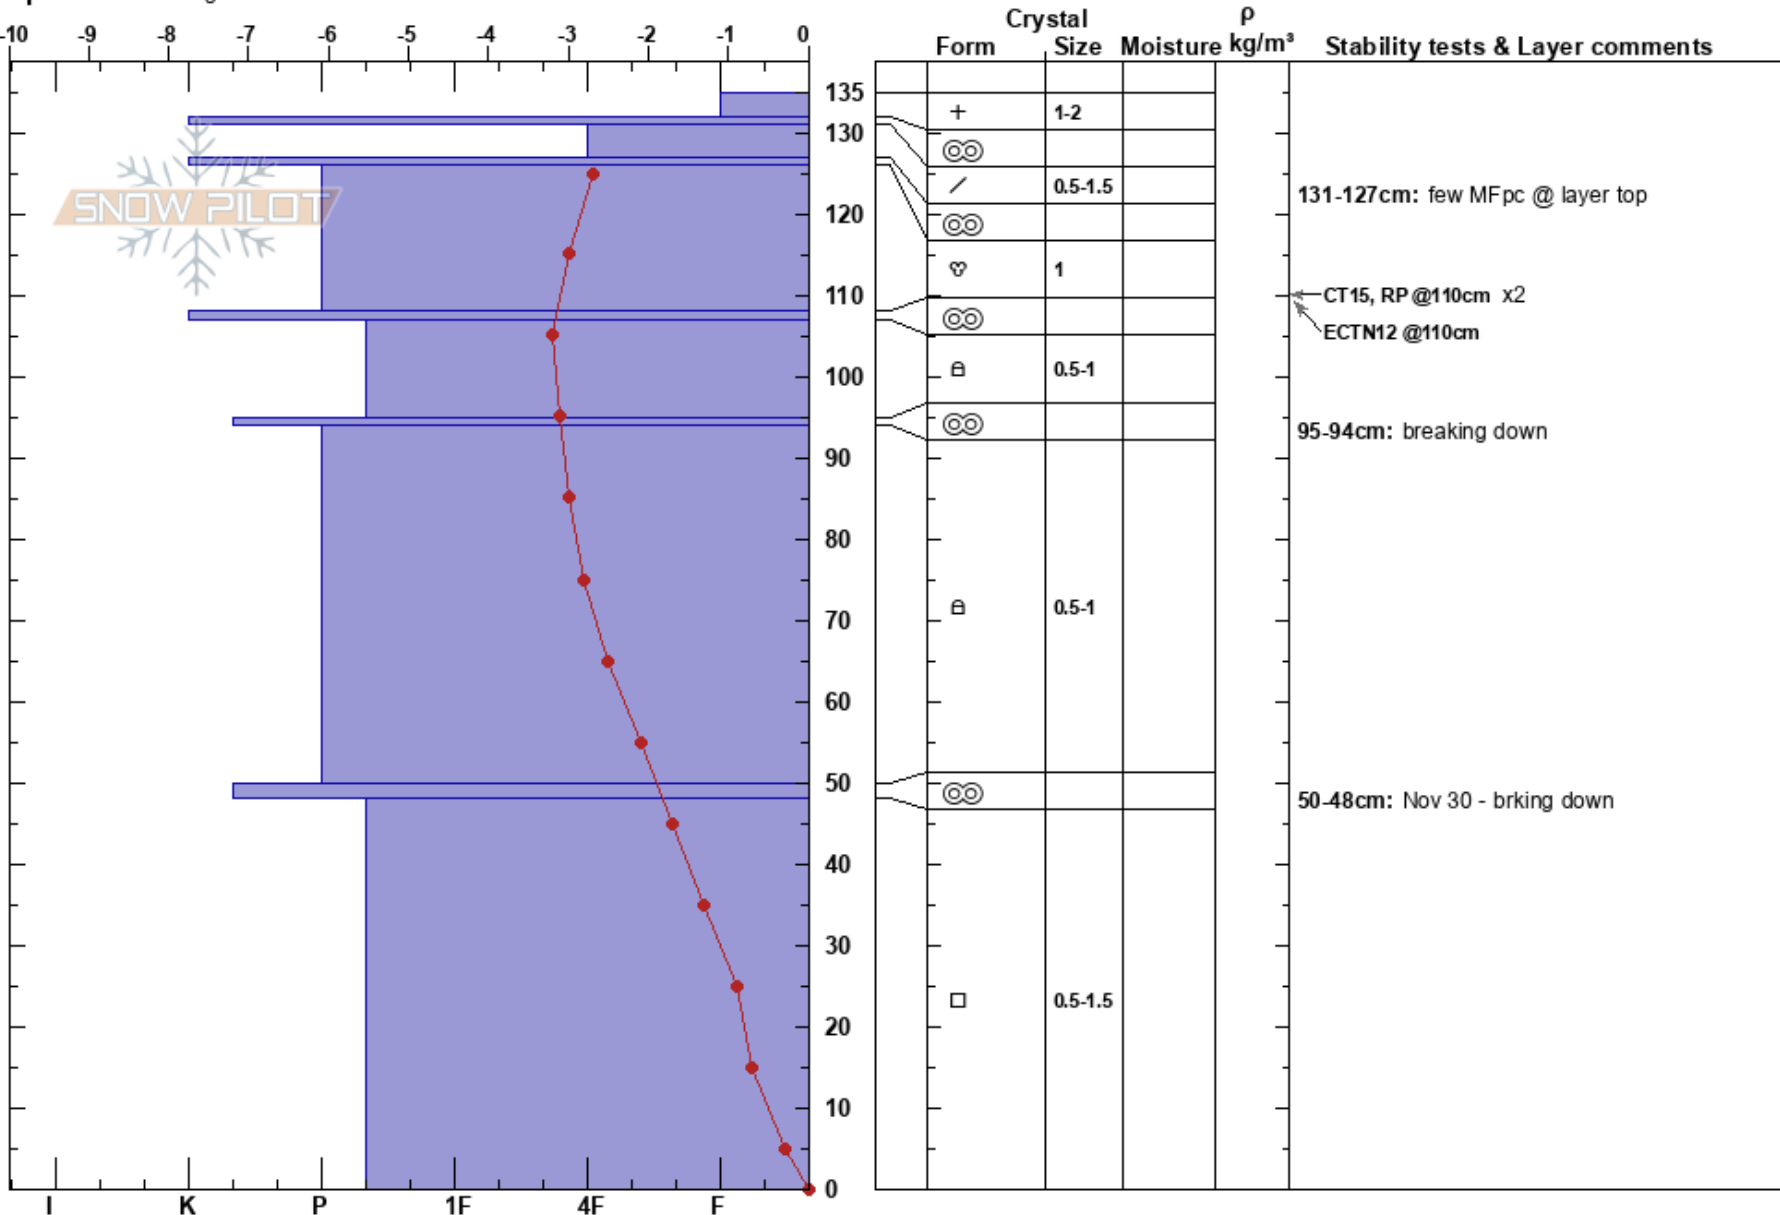 Crystal ρ
-10 -9 -8 -7 -6 -5 -4 -3 -2 -1 0 Form Size Moisture kg/m³ Stability tests & Layer comments
135
1-2
130
SNOW PILOT
0.5-1.5
131-127cm: few MFpc @ layer top
120
1
110 CT15, RP @110cm x2
ECTN12 @110cm
100 0.5-1
95-94cm: breaking down
90
80
70
0.5-1
60
50
50-48cm: Nov 30 - brking down
40
30
20
0.5-1.5
10
0
I K P 1F 4F F